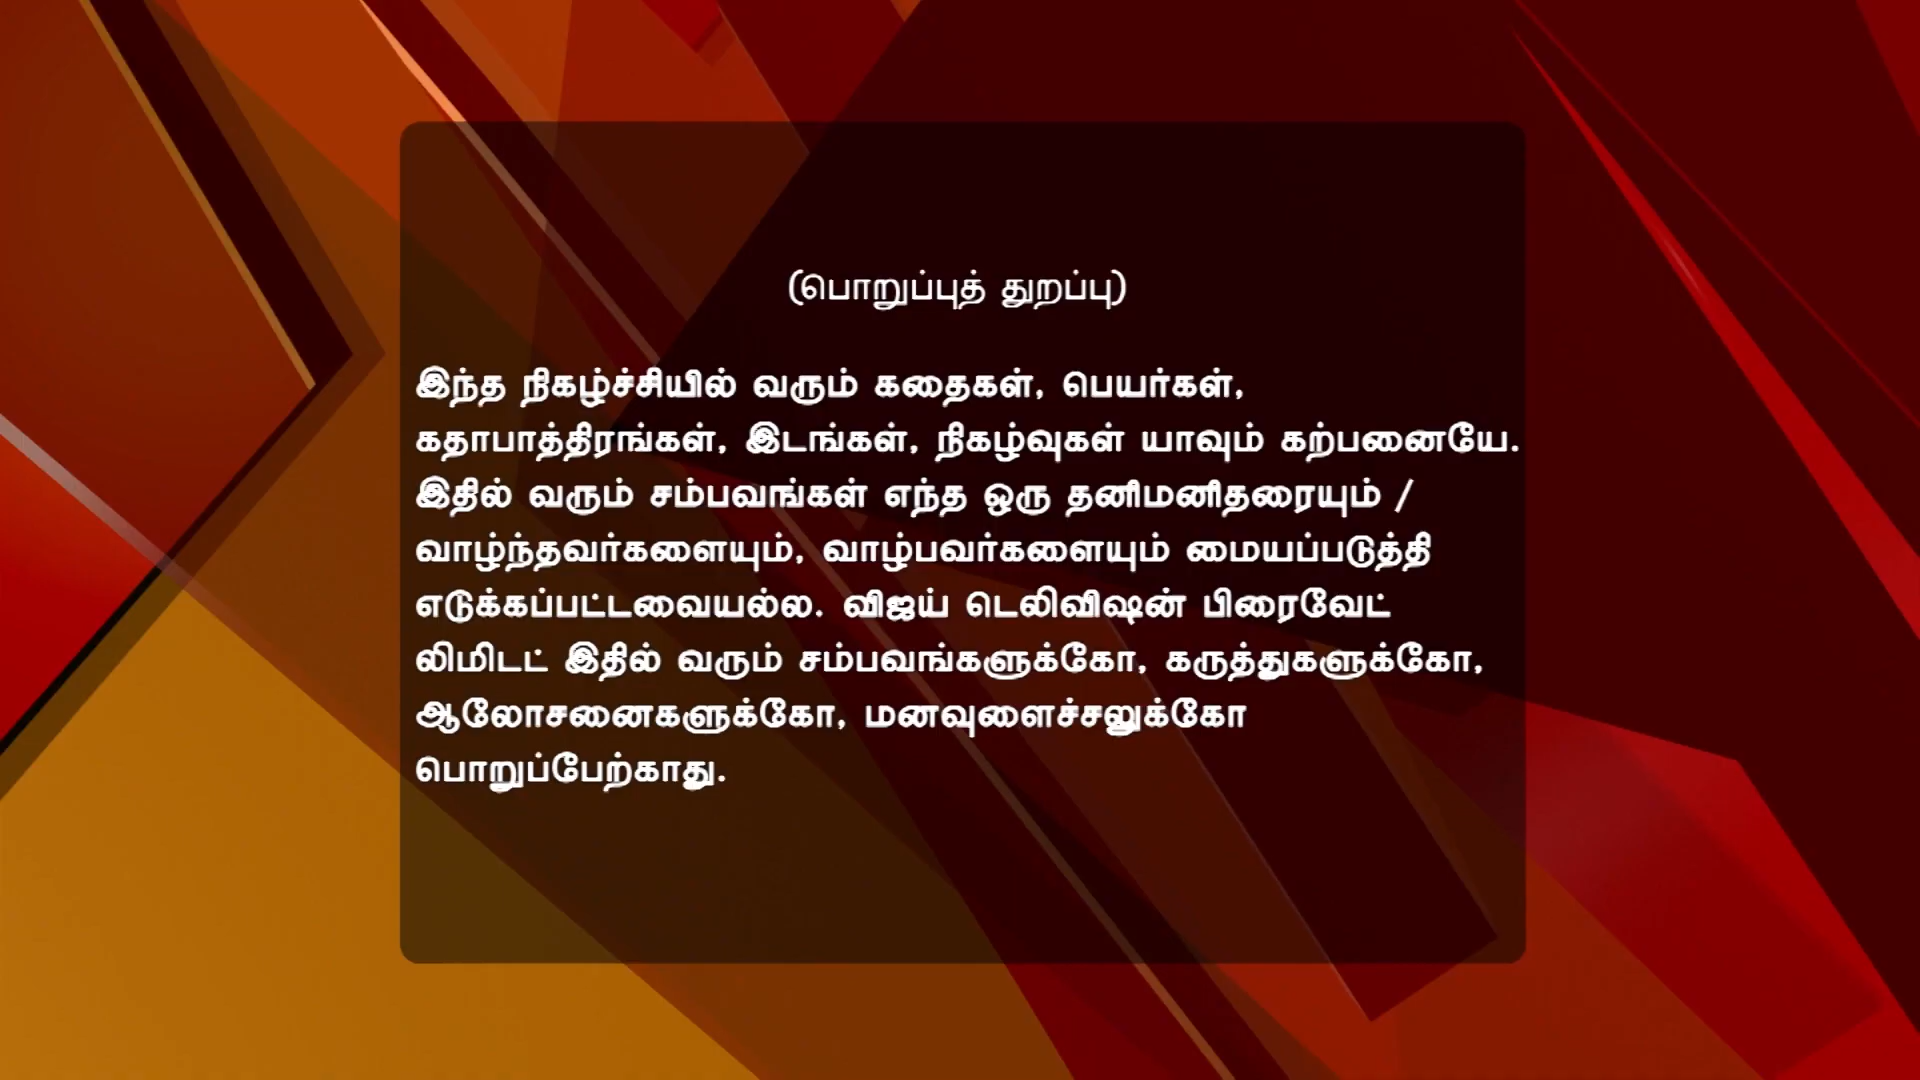 (பொறுப்புத் துறப்பு)
இந்த நிகழ்ச்சியில் வரும் கதைகள், பெயர்கள்,
கதாபாத்திரங்கள், இடங்கள், நிகழ்வுகள் யாவும் கற்பனையே.
இதில் வரும் சம்பவங்கள் எந்த ஒரு தனிமனிதரையும் /
வாழ்ந்தவர்களையும், வாழ்பவர்களையும் மையப்படுத்தி
எடுக்கப்பட்டவையல்ல. விஜய் டெலிவிஷன் பிரைவேட்
லிமிடட் இதில் வரும் சம்பவங்களுக்கோ, கருத்துகளுக்கோ,
ஆலோசனைகளுக்கோ, மனவுளைச்சலுக்கோ
பொறுப்பேற்காது.